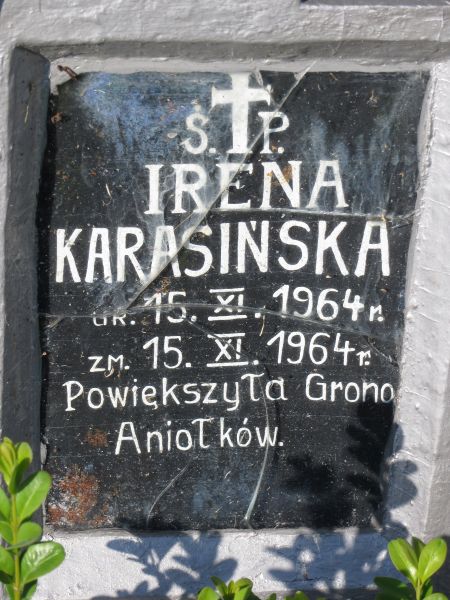 Ś. P.
IRENA
KARASIŃSKA
ur. 15. XI. 1964 r.
zm. 15. XI. 1964 r.
Powiększyła Grono
Aniołków.